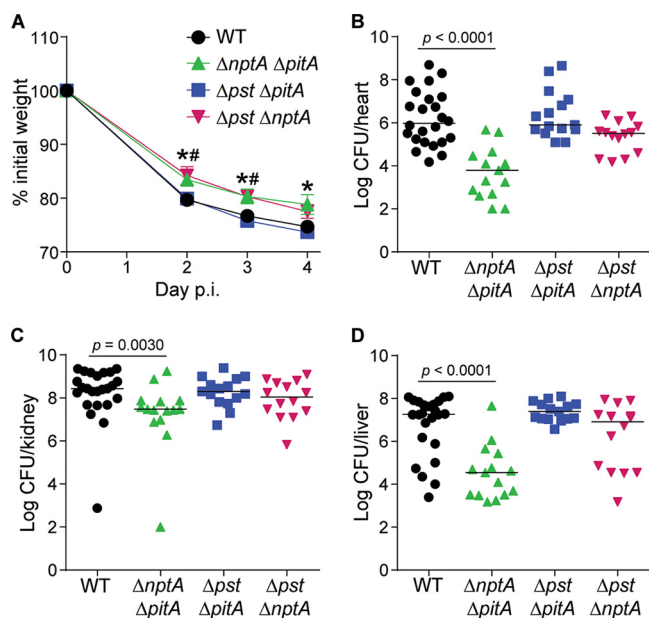 A
% initial weight
110
100
90
80
70
0
1
2
3
4
Day p.i.
WT
ΔnptA ΔpitA
Δpst ΔpitA
Δpst ΔnptA
*#
*#
*
B
Log CFU/heart
10
8
6
4
2
0
p < 0.0001
WT
ΔnptA
ΔpitA
Δpst
ΔpitA
Δpst
ΔnptA
C
Log CFU/kidney
10
8
6
4
2
0
p = 0.0030
WT
ΔnptA
ΔpitA
Δpst
ΔpitA
Δpst
ΔnptA
D
Log CFU/liver
10
8
6
4
2
0
p < 0.0001
WT
ΔnptA
ΔpitA
Δpst
ΔpitA
Δpst
ΔnptA